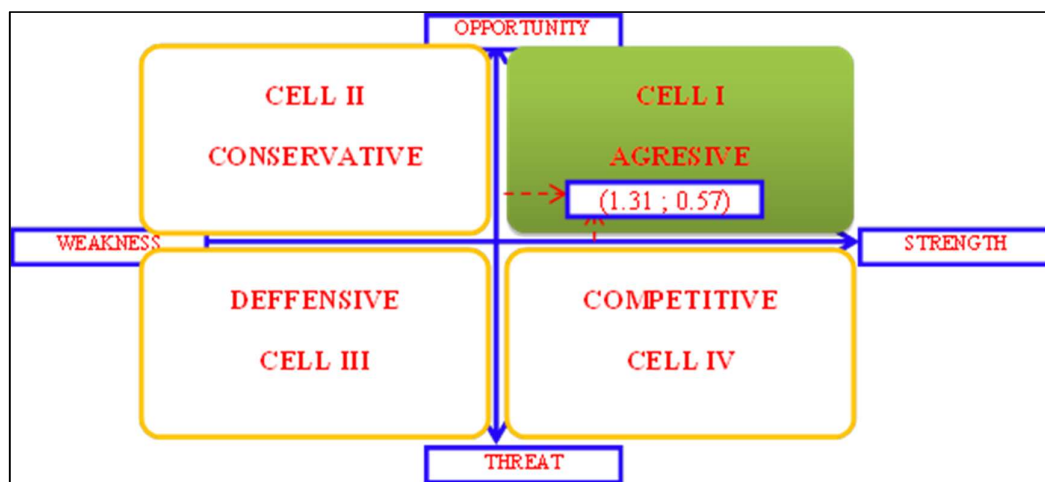 OPPORTUNITY
CELL II
CONSERVATIVE
CELL I
AGRESIVE
(1.31 ; 0.57)
WEAKNESS
STRENGTH
DEFFENSIVE
CELL III
COMPETITIVE
CELL IV
THREAT